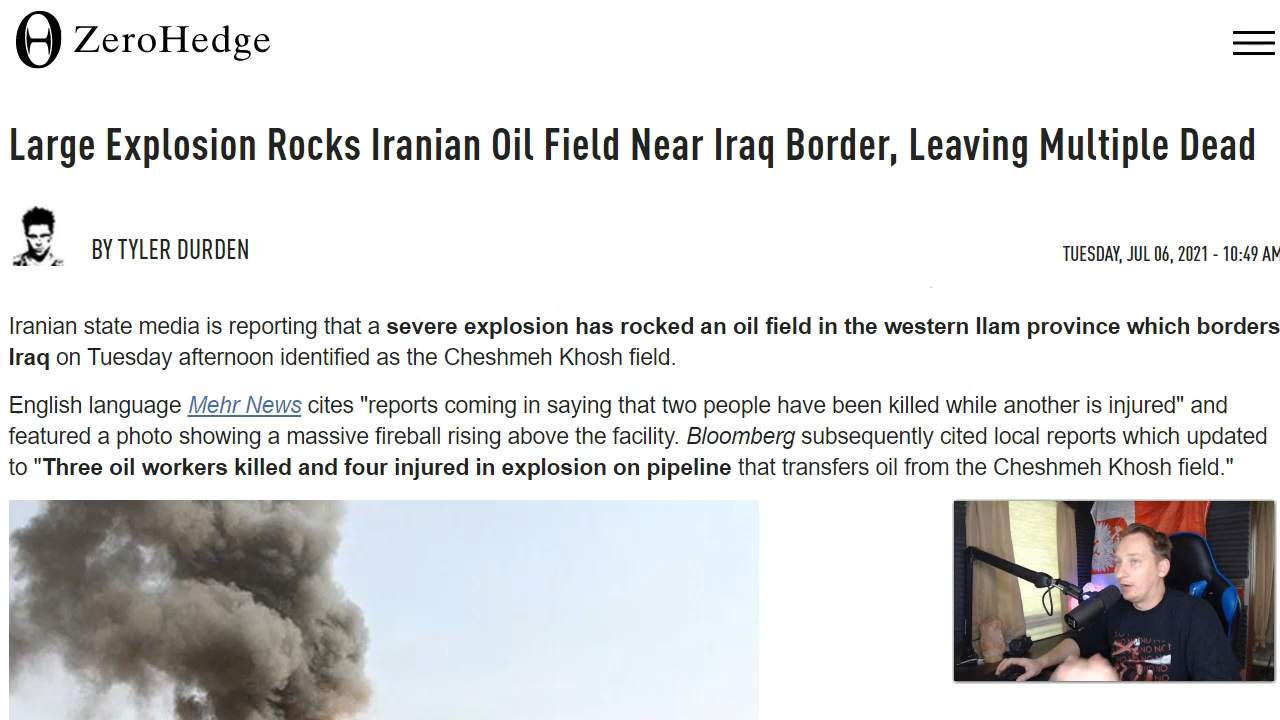 ZeroHedge
Large Explosion Rocks Iranian Oil Field Near Iraq Border, Leaving Multiple Dead
BY TYLER DURDEN
TUESDAY, JUL 06, 2021 - 10:49 AM
Iranian state media is reporting that a severe explosion has rocked an oil field in the western Ilam province which borders
Iraq on Tuesday afternoon identified as the Cheshmeh Khosh field.
English language Mehr News cites "reports coming in saying that two people have been killed while another is injured" and
featured a photo showing a massive fireball rising above the facility. Bloomberg subsequently cited local reports which updated
to "Three oil workers killed and four injured in explosion on pipeline that transfers oil from the Cheshmeh Khosh field."